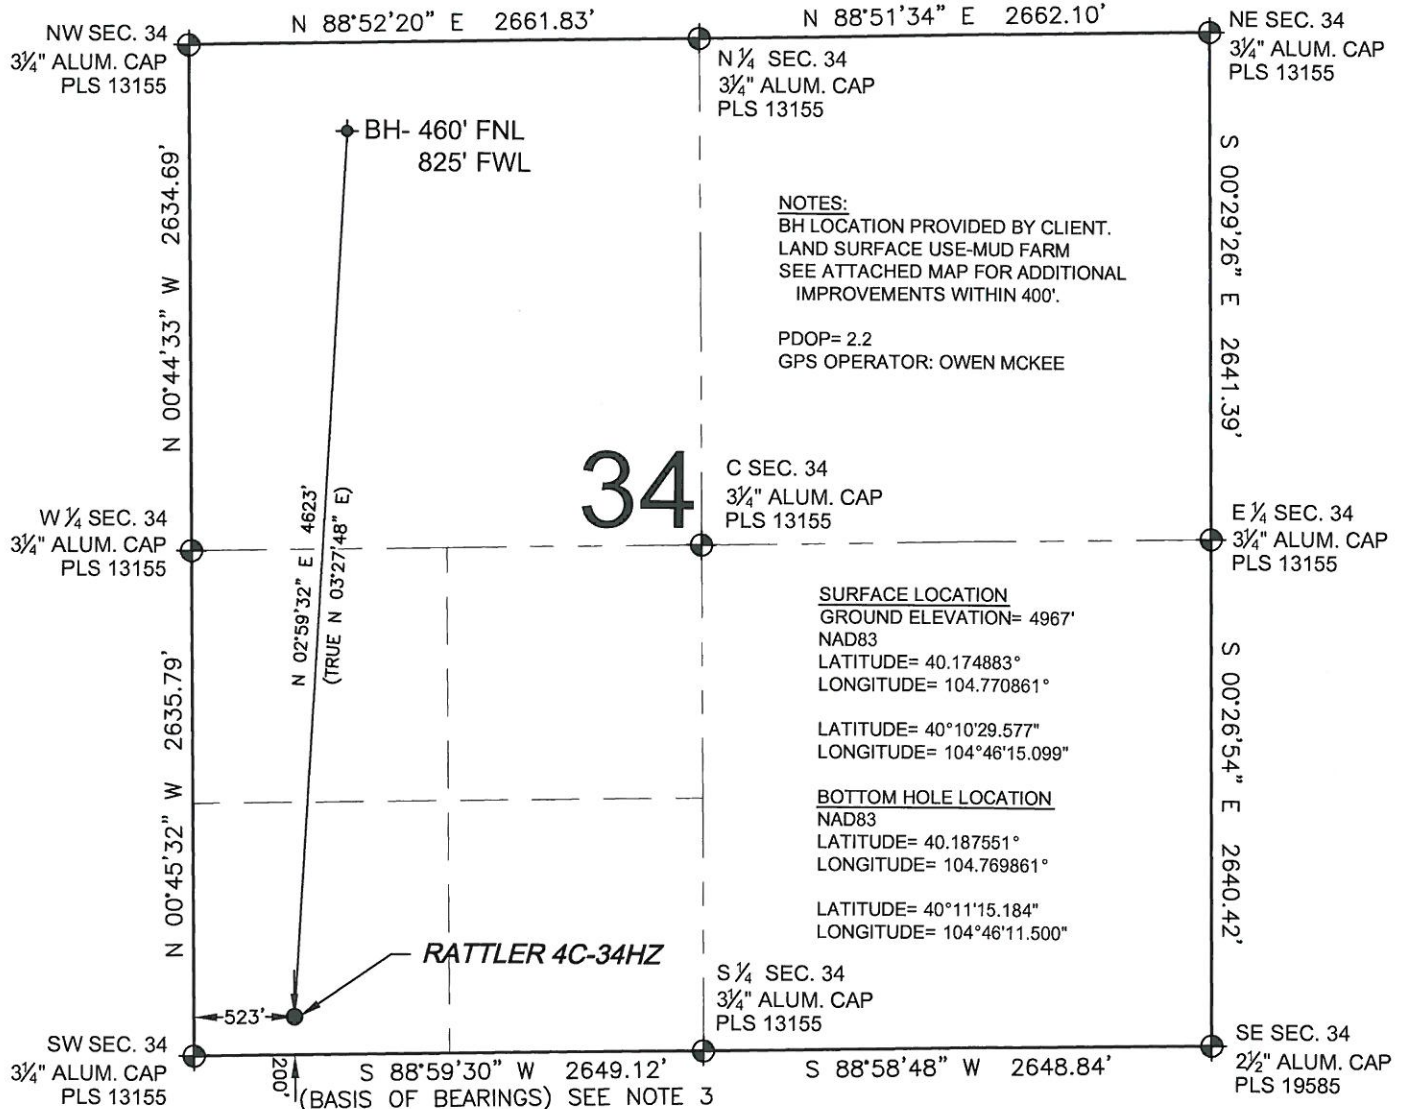 N 88°52'20" E 2661.83'
N 88°51'34" E 2662.10'
NW SEC. 34
3¼" ALUM. CAP
PLS 13155
N ¼ SEC. 34
3¼" ALUM. CAP
PLS 13155
NE SEC. 34
3¼" ALUM. CAP
PLS 13155
BH- 460' FNL
825' FWL
N 00°44'33" W 2634.69'
S 00°29'26" E 2641.39'
NOTES:
BH LOCATION PROVIDED BY CLIENT.
LAND SURFACE USE-MUD FARM
SEE ATTACHED MAP FOR ADDITIONAL
IMPROVEMENTS WITHIN 400'.
PDOP= 2.2
GPS OPERATOR: OWEN MCKEE
34
C SEC. 34
3¼" ALUM. CAP
PLS 13155
W ¼ SEC. 34
3¼" ALUM. CAP
PLS 13155
E ¼ SEC. 34
3¼" ALUM. CAP
PLS 13155
N 02°59'32" E 4623'
(TRUE N 03°27'48" E)
SURFACE LOCATION
GROUND ELEVATION= 4967'
NAD83
LATITUDE= 40.174883°
LONGITUDE= 104.770861°
LATITUDE= 40°10'29.577"
LONGITUDE= 104°46'15.099"
BOTTOM HOLE LOCATION
NAD83
LATITUDE= 40.187551°
LONGITUDE= 104.769861°
LATITUDE= 40°11'15.184"
LONGITUDE= 104°46'11.500"
N 00°45'32" W 2635.79'
S 00°26'54" E 2640.42'
RATTLER 4C-34HZ
523'
200'
SW SEC. 34
3¼" ALUM. CAP
PLS 13155
S ¼ SEC. 34
3¼" ALUM. CAP
PLS 13155
SE SEC. 34
2½" ALUM. CAP
PLS 19585
S 88°59'30" W 2649.12'
(BASIS OF BEARINGS) SEE NOTE 3
S 88°58'48" W 2648.84'